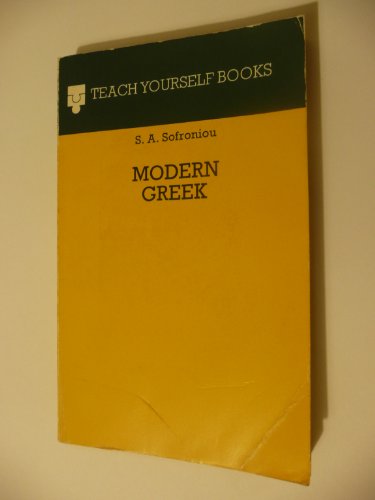 TEACH YOURSELF BOOKS
S. A. Sofroniou
MODERN
GREEK